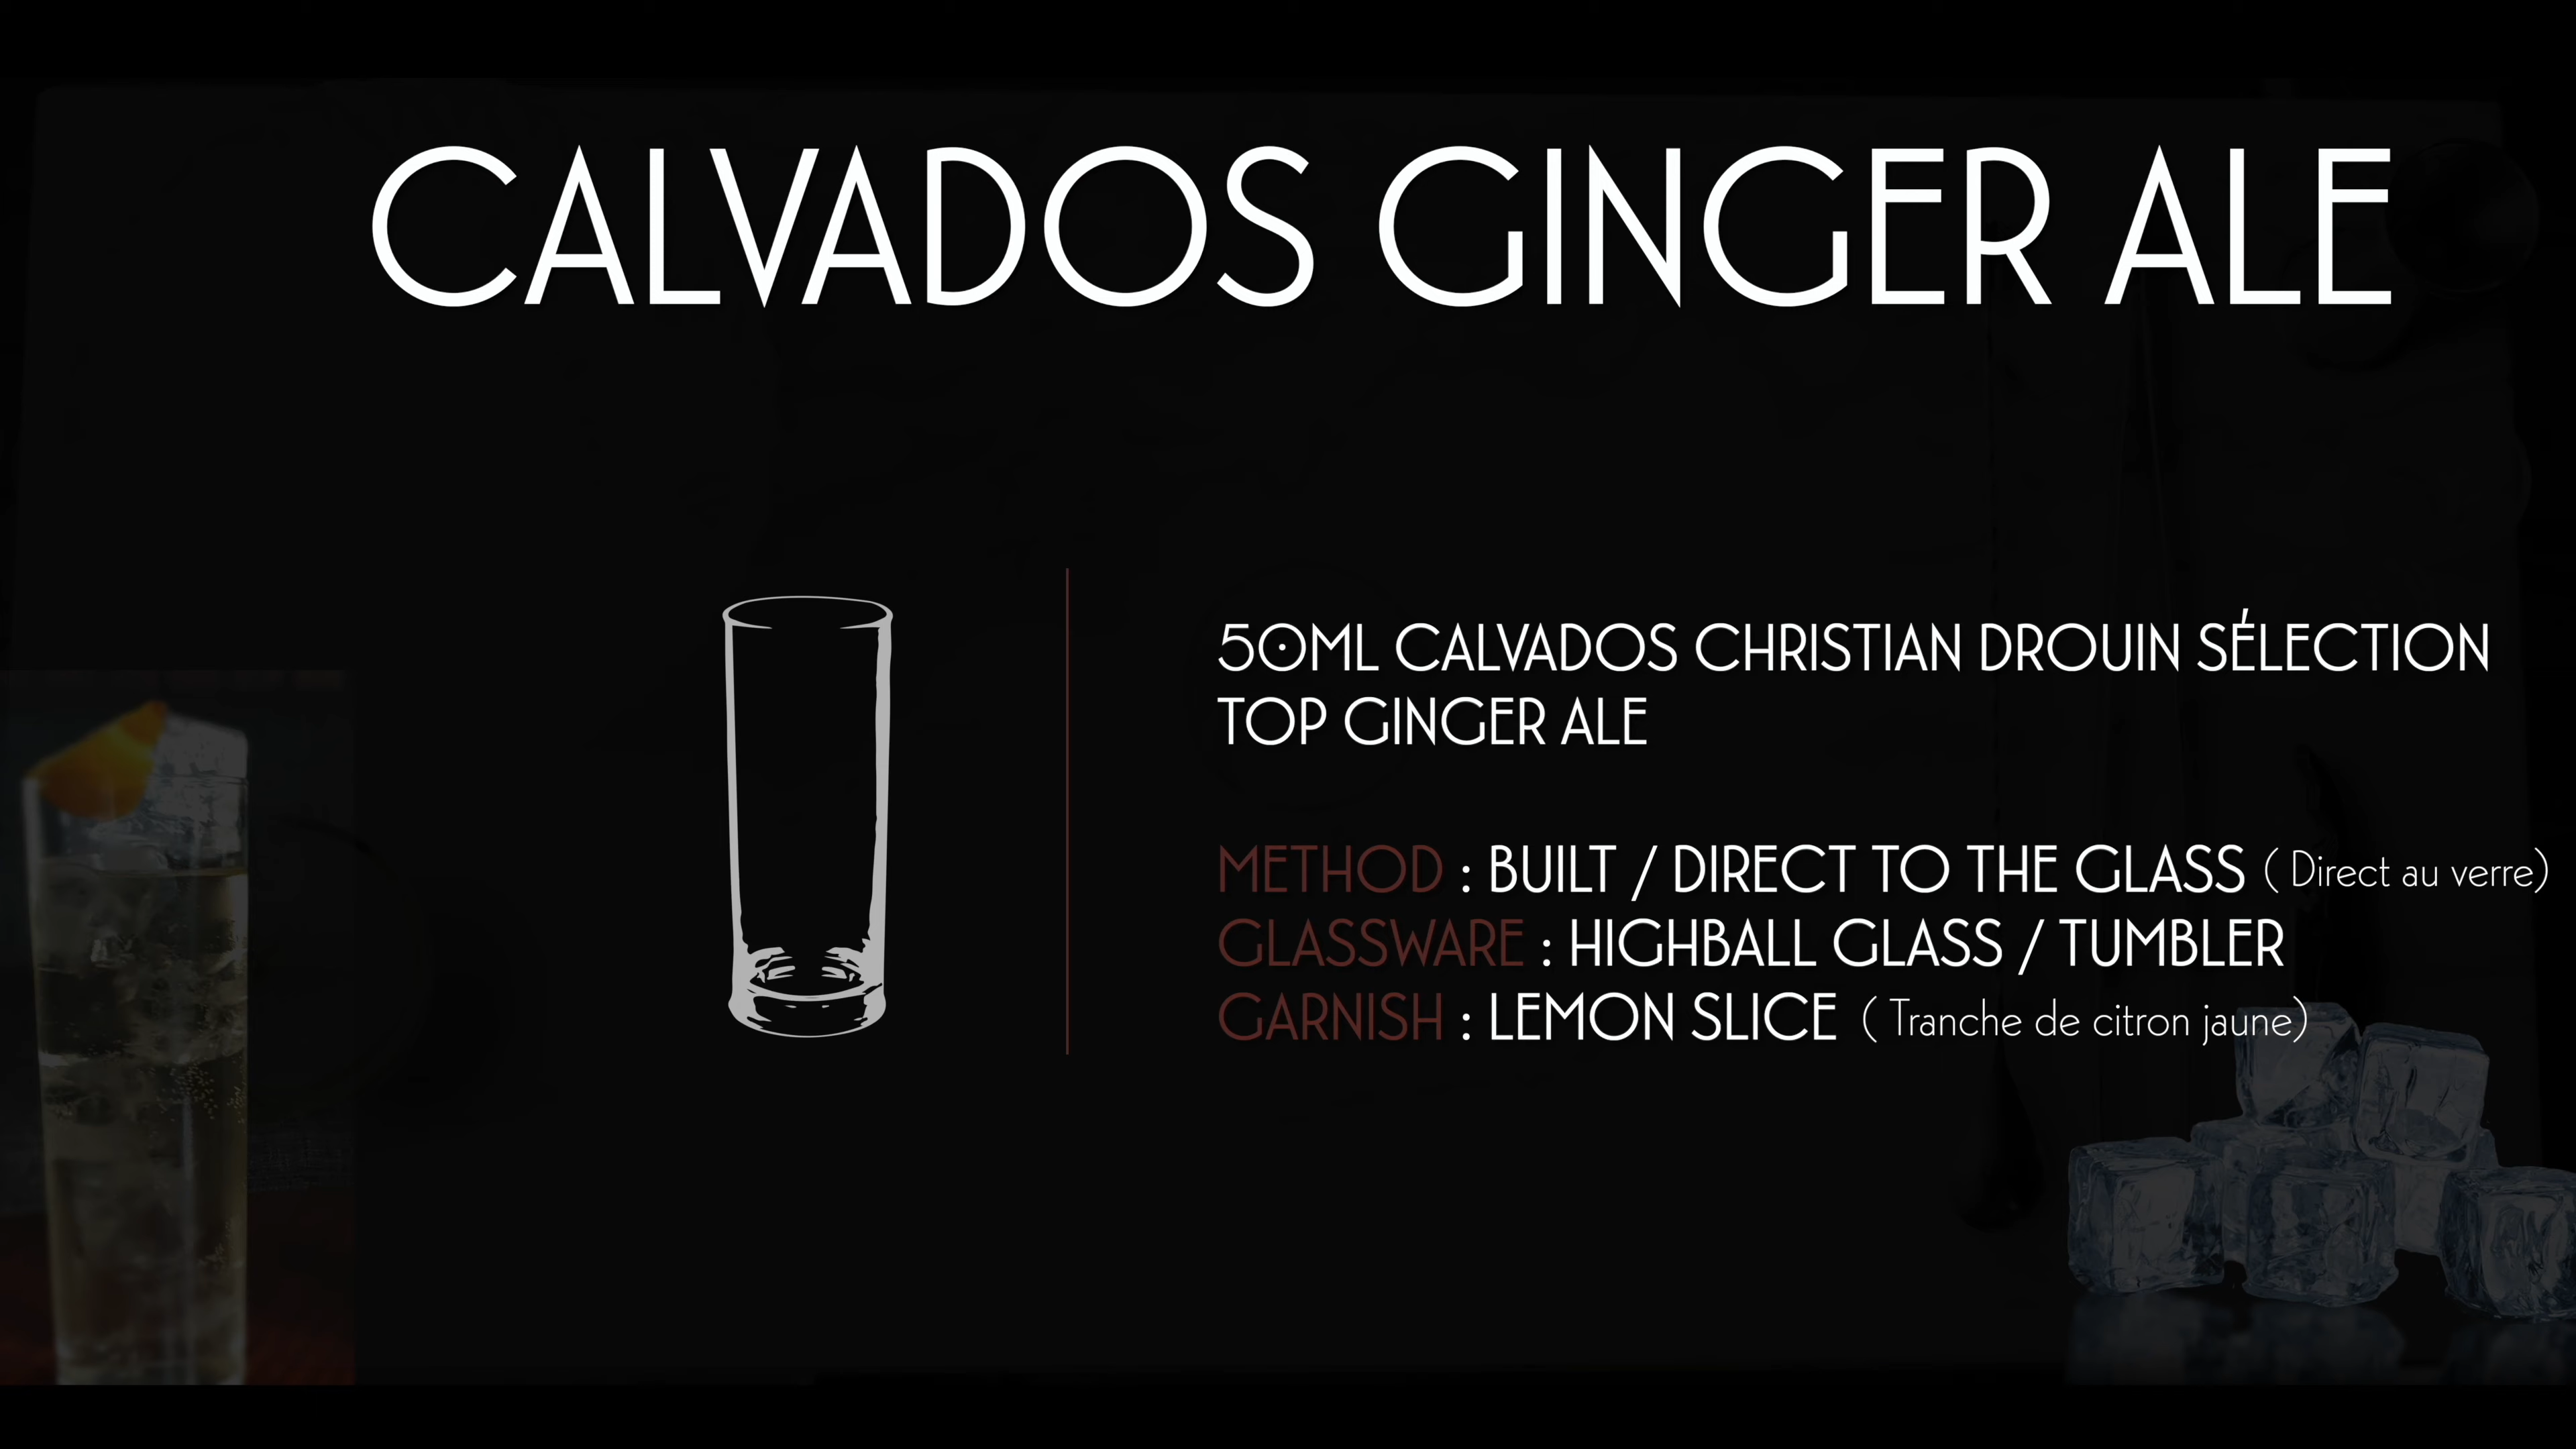 CALVADOS GINGER ALE
50ML CALVADOS CHRISTIAN DROUIN SÉLECTION
TOP GINGER ALE
METHOD : BUILT / DIRECT TO THE GLASS ( Direct au verre)
GLASSWARE : HIGHBALL GLASS / TUMBLER
GARNISH : LEMON SLICE ( Tranche de citron jaune)